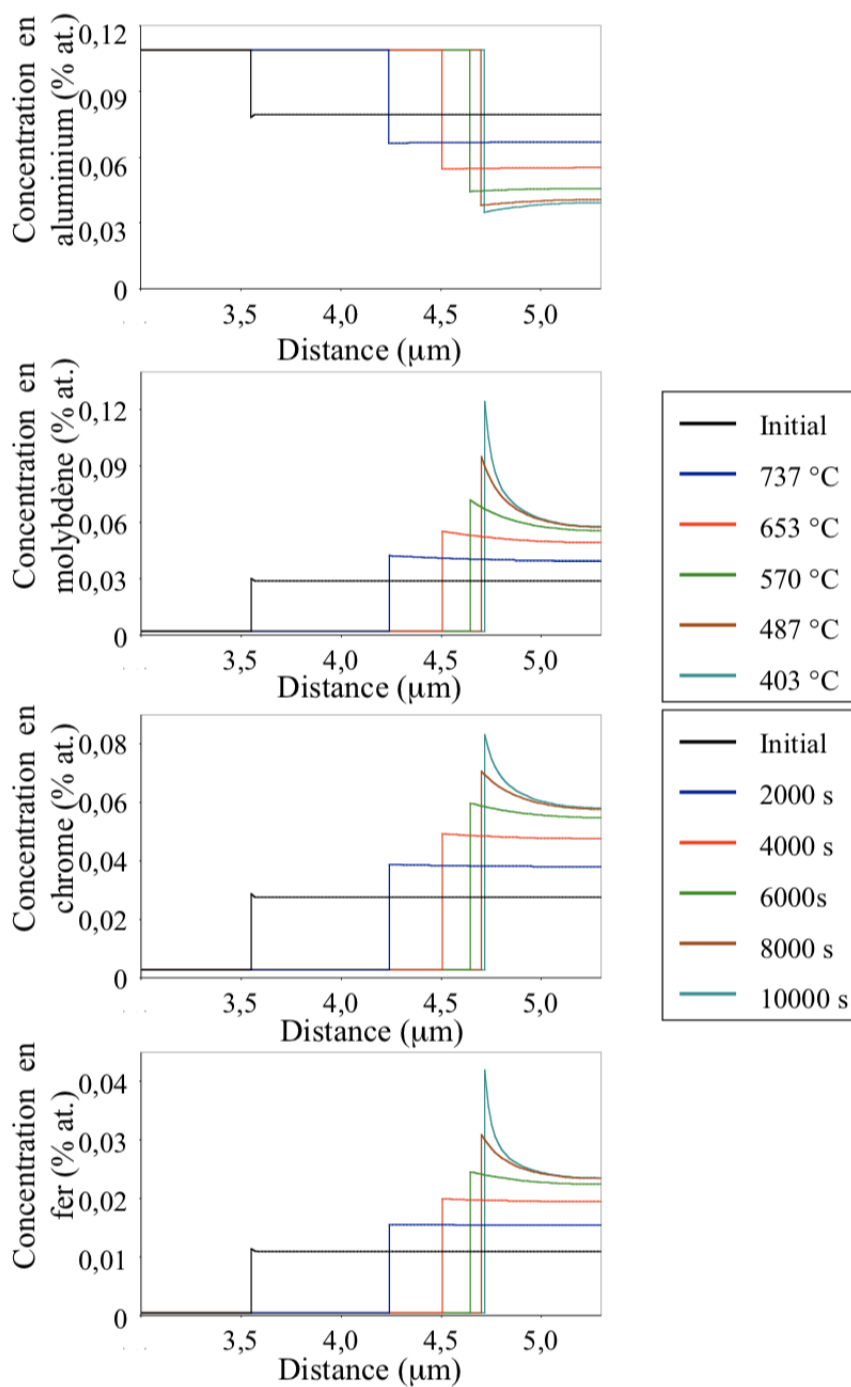 Concentration en
aluminium (% at.)
0,12
0,09
0,06
0,03
0
3,5 4,0 4,5 5,0
Distance (µm)
Concentration en
molybdène (% at.)
0,12
0,09
0,06
0,03
0
3,5 4,0 4,5 5,0
Distance (µm)
Initial
737 °C
653 °C
570 °C
487 °C
403 °C
Concentration en
chrome (% at.)
0,08
0,06
0,04
0,02
0
3,5 4,0 4,5 5,0
Distance (µm)
Initial
2000 s
4000 s
6000s
8000 s
10000 s
Concentration en
fer (% at.)
0,04
0,03
0,02
0,01
0
3,5 4,0 4,5 5,0
Distance (µm)